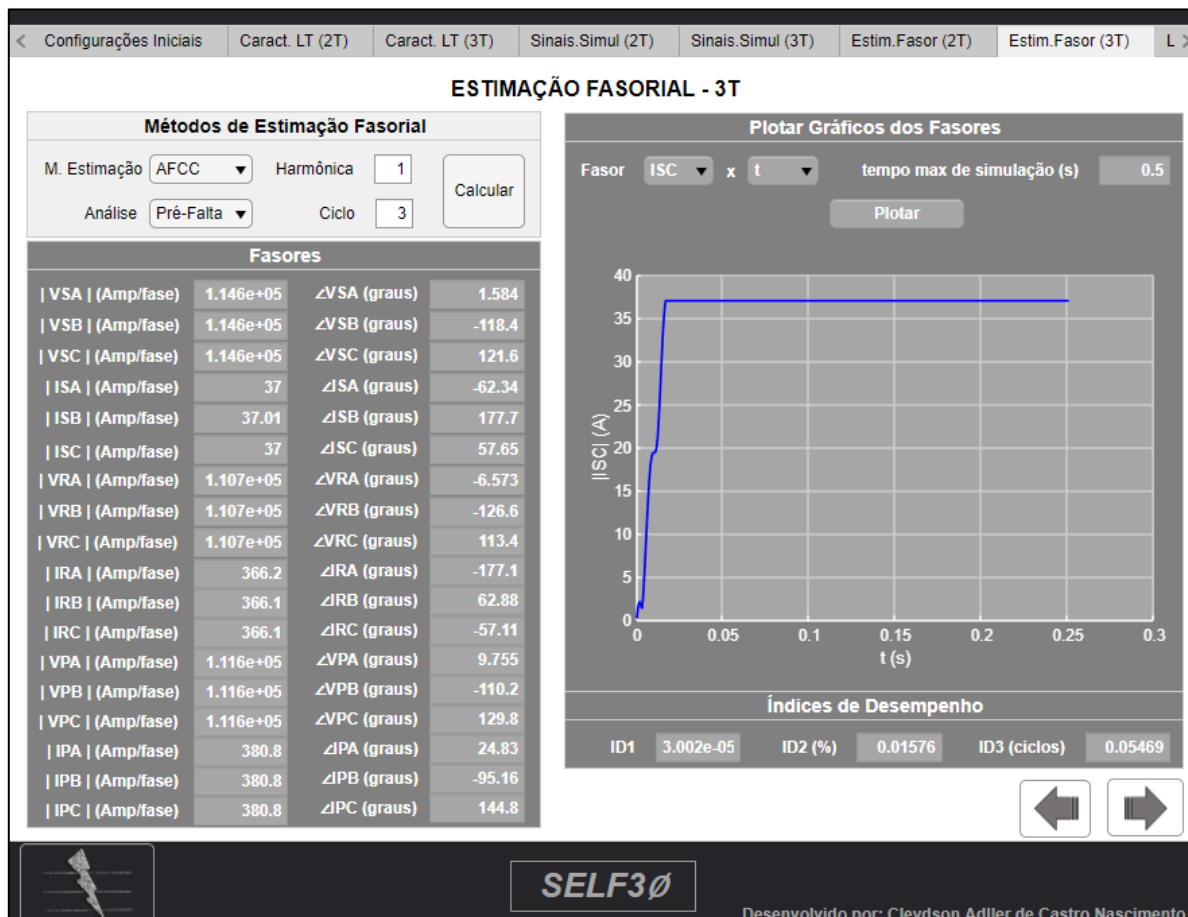 < Configurações Iniciais Caract. LT (2T) Caract. LT (3T) Sinais.Simul (2T) Sinais.Simul (3T) Estim.Fasor (2T) Estim.Fasor (3T) L >
ESTIMAÇÃO FASORIAL - 3T
Métodos de Estimação Fasorial
M. Estimação AFCC Harmônica 1
Calcular
Análise Pré-Falta Ciclo 3
Fasores
| VSA | (Amp/fase) 1.146e+05 ∠VSA (graus) 1.584
| VSB | (Amp/fase) 1.146e+05 ∠VSB (graus) -118.4
| VSC | (Amp/fase) 1.146e+05 ∠VSC (graus) 121.6
| ISA | (Amp/fase) 37 ∠ISA (graus) -62.34
| ISB | (Amp/fase) 37.01 ∠ISB (graus) 177.7
| ISC | (Amp/fase) 37 ∠ISC (graus) 57.65
| VRA | (Amp/fase) 1.107e+05 ∠VRA (graus) -6.573
| VRB | (Amp/fase) 1.107e+05 ∠VRB (graus) -126.6
| VRC | (Amp/fase) 1.107e+05 ∠VRC (graus) 113.4
| IRA | (Amp/fase) 366.2 ∠IRA (graus) -177.1
| IRB | (Amp/fase) 366.1 ∠IRB (graus) 62.88
| IRC | (Amp/fase) 366.1 ∠IRC (graus) -57.11
| VPA | (Amp/fase) 1.116e+05 ∠VPA (graus) 9.755
| VPB | (Amp/fase) 1.116e+05 ∠VPB (graus) -110.2
| VPC | (Amp/fase) 1.116e+05 ∠VPC (graus) 129.8
| IPA | (Amp/fase) 380.8 ∠IPA (graus) 24.83
| IPB | (Amp/fase) 380.8 ∠IPB (graus) -95.16
| IPC | (Amp/fase) 380.8 ∠IPC (graus) 144.8
Plotar Gráficos dos Fasores
Fasor ISC x t tempo max de simulação (s) 0.5
Plotar
40
35
30
25
20
15
10
5
0
|ISC| (A)
0 0.05 0.1 0.15 0.2 0.25 0.3
t (s)
Índices de Desempenho
ID1 3.002e-05 ID2 (%) 0.01576 ID3 (ciclos) 0.05469
SELF3Ø
Desenvolvido por: Cleydson Adller de Castro Nascimento